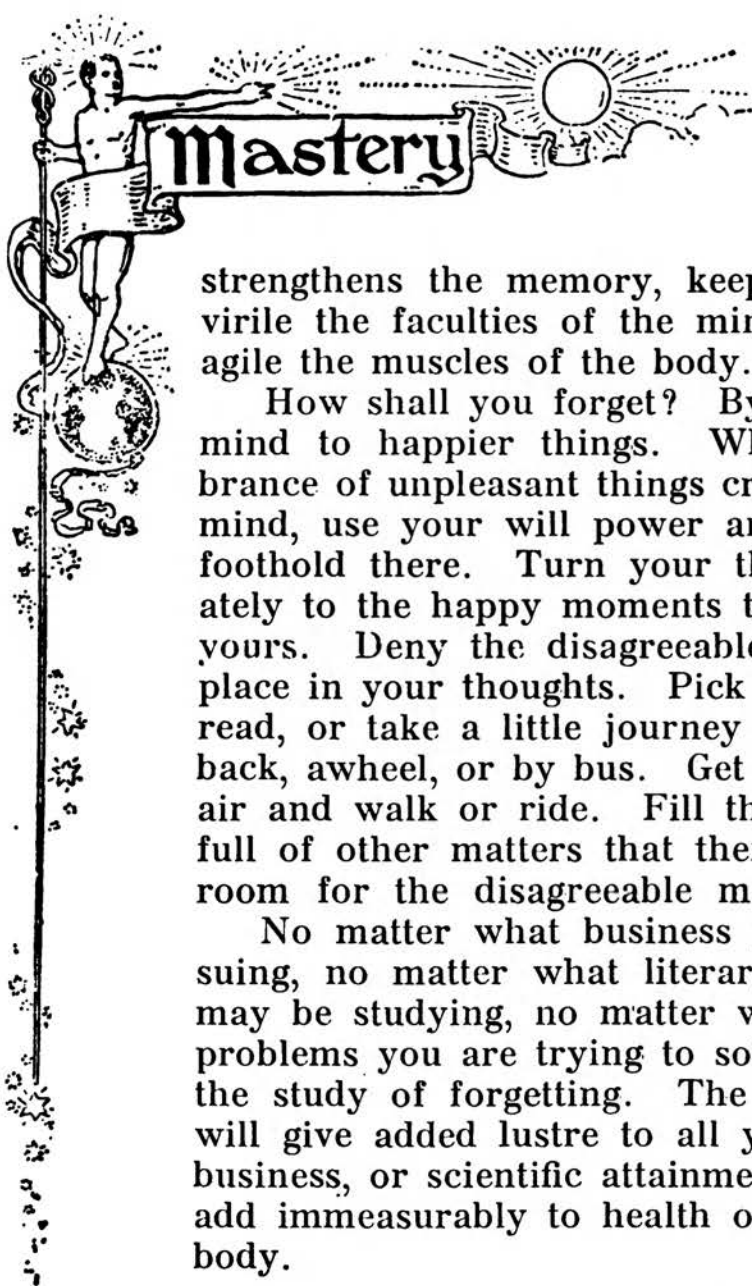 Mastery
strengthens the memory, keep
virile the faculties of the min
agile the muscles of the body.
How shall you forget? By
mind to happier things. Wh
brance of unpleasant things cr
mind, use your will power an
foothold there. Turn your th
ately to the happy moments t
yours. Deny the disagreeable
place in your thoughts. Pick
read, or take a little journey
back, awheel, or by bus. Get
air and walk or ride. Fill th
full of other matters that the
room for the disagreeable m
No matter what business
suing, no matter what literar
may be studying, no matter w
problems you are trying to so
the study of forgetting. The
will give added lustre to all y
business, or scientific attainme
add immeasurably to health o
body.